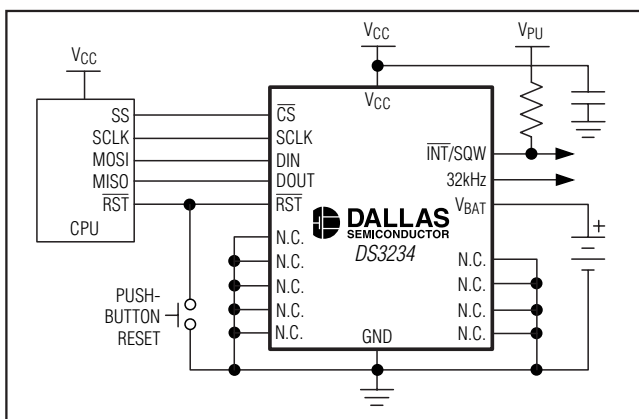 VCC
VCC
VPU
VCC
SS
SCLK
MOSI
MISO
RST
CPU
CS
SCLK
DIN
DOUT
RST
N.C.
N.C.
N.C.
N.C.
N.C.
DALLAS
SEMICONDUCTOR
DS3234
GND
INT/SQW
32kHz
VBAT
N.C.
N.C.
N.C.
N.C.
+
PUSH-
BUTTON
RESET